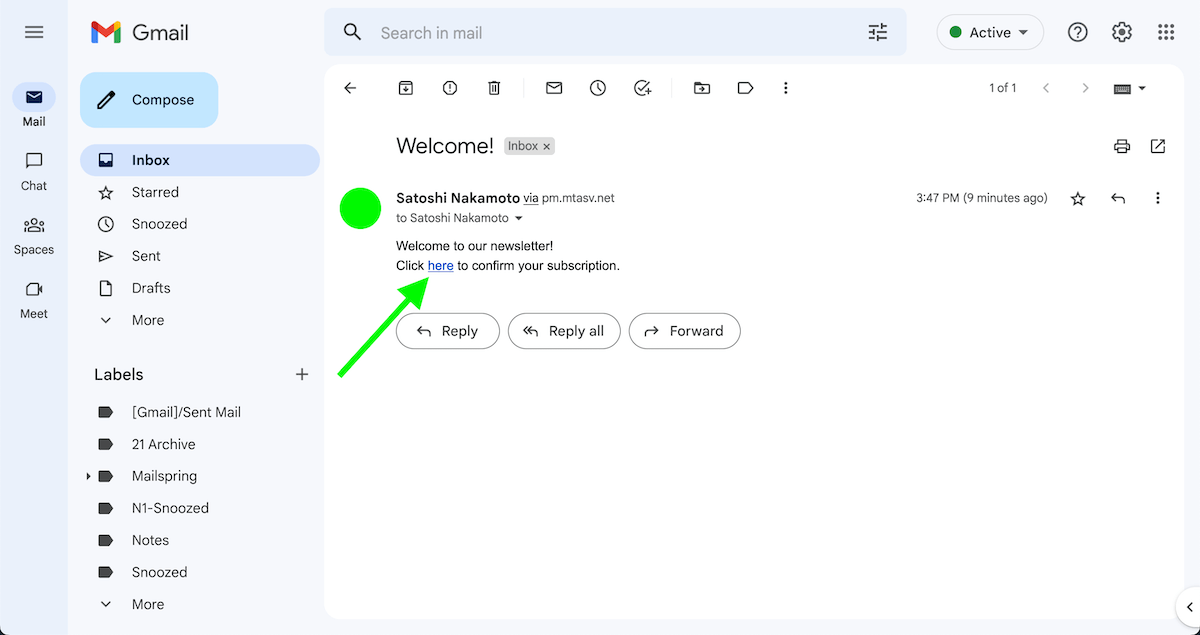 Gmail
Search in mail
Active
Mail
Chat
Spaces
Meet
Compose
Inbox
Starred
Snoozed
Sent
Drafts
More
Labels
[Gmail]/Sent Mail
21 Archive
Mailspring
N1-Snoozed
Notes
Snoozed
More
1 of 1
Welcome! Inbox ×
Satoshi Nakamoto via pm.mtasv.net 3:47 PM (9 minutes ago)
to Satoshi Nakamoto
Welcome to our newsletter!
Click here to confirm your subscription.
Reply Reply all Forward